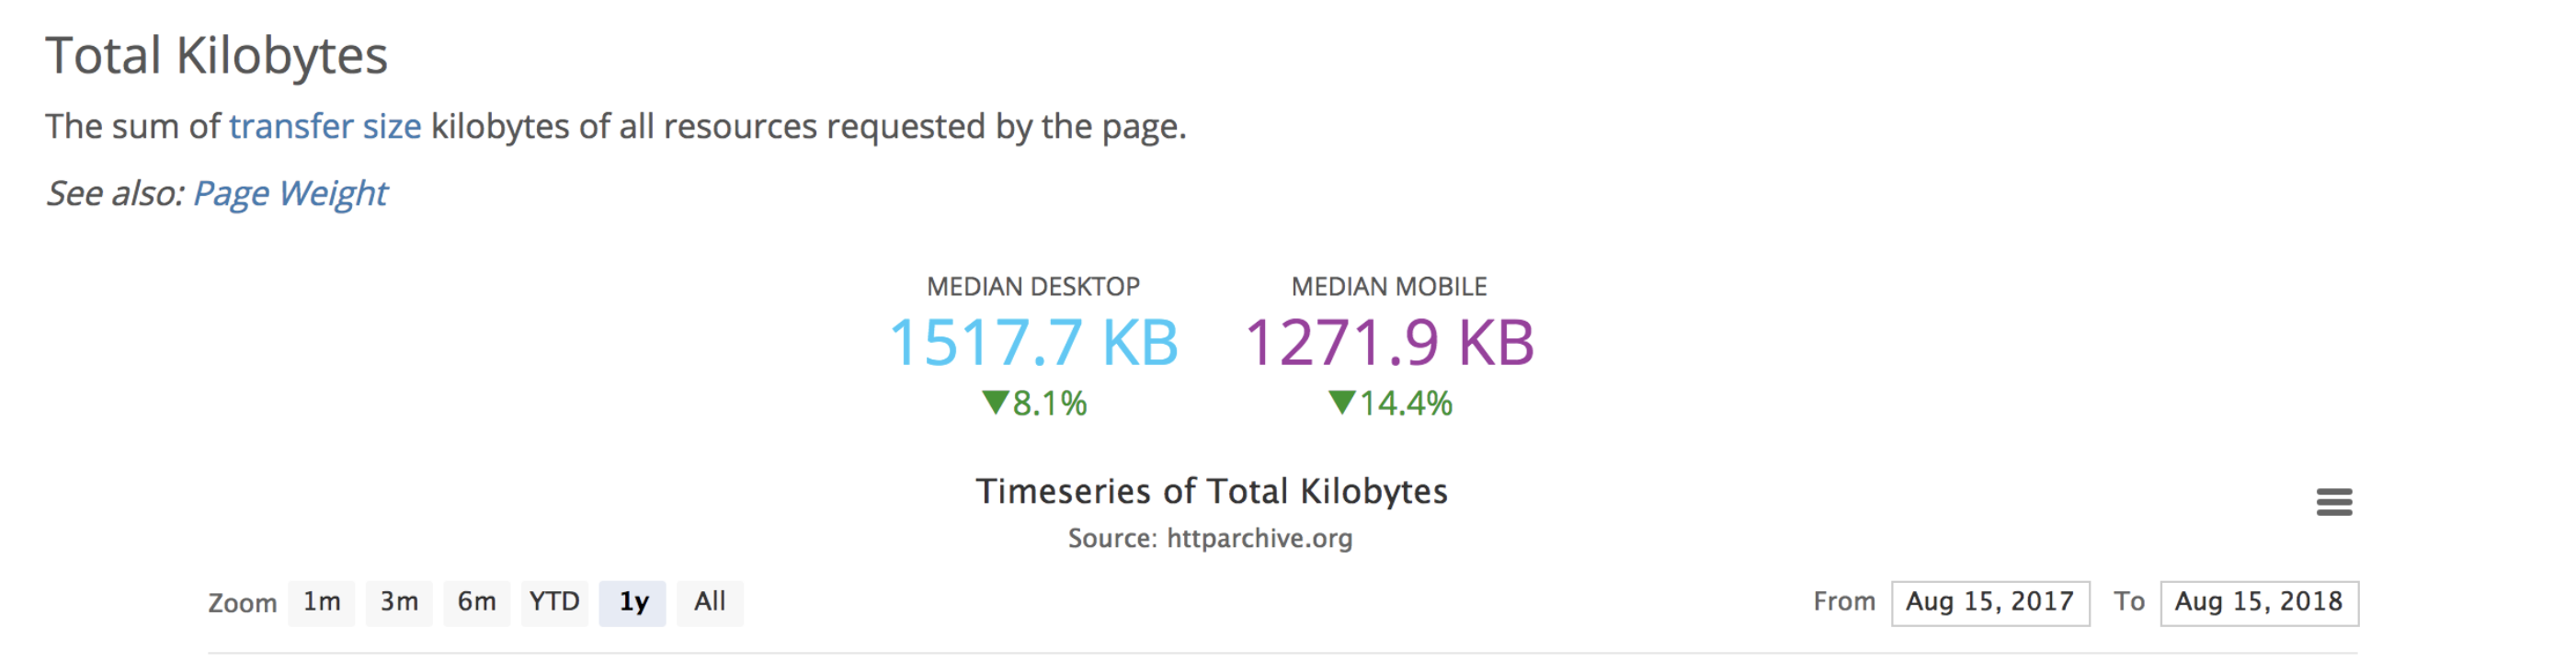 Total Kilobytes
The sum of transfer size kilobytes of all resources requested by the page.
See also: Page Weight
MEDIAN DESKTOP MEDIAN MOBILE
1517.7 KB 1271.9 KB
▼8.1% ▼14.4%
Timeseries of Total Kilobytes
Source: httparchive.org
Zoom 1m 3m 6m YTD 1y All From Aug 15, 2017 To Aug 15, 2018